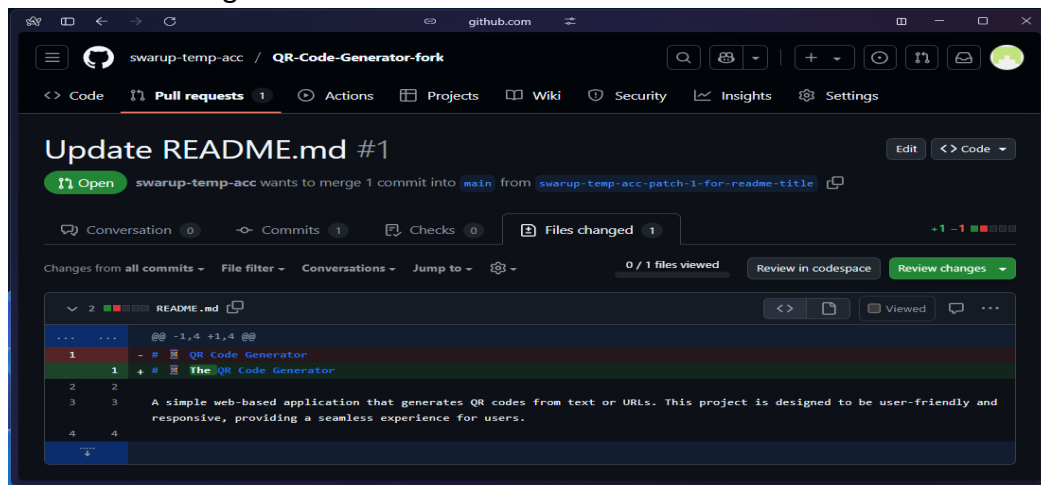 github.com
swarup-temp-acc / QR-Code-Generator-fork
<> Code Pull requests 1 Actions Projects Wiki Security Insights Settings
Update README.md #1
Edit <> Code
Open swarup-temp-acc wants to merge 1 commit into main from swarup-temp-acc-patch-1-for-readme-title
Conversation 0 Commits 1 Checks 0 Files changed 1 +1 −1
Changes from all commits File filter Conversations Jump to 0 / 1 files viewed Review in codespace Review changes
2 README.md <> Viewed ...
... ... @@ -1,4 +1,4 @@
1 - # QR Code Generator
1 + # The QR Code Generator
2 2
3 3 A simple web-based application that generates QR codes from text or URLs. This project is designed to be user-friendly and
responsive, providing a seamless experience for users.
4 4